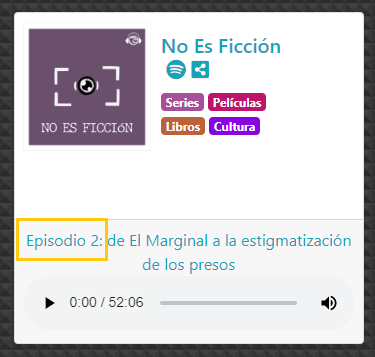 No Es Ficción
Series Películas
Libros Cultura
NO ES FICCIÓN
Episodio 2: de El Marginal a la estigmatización
de los presos
0:00 / 52:06